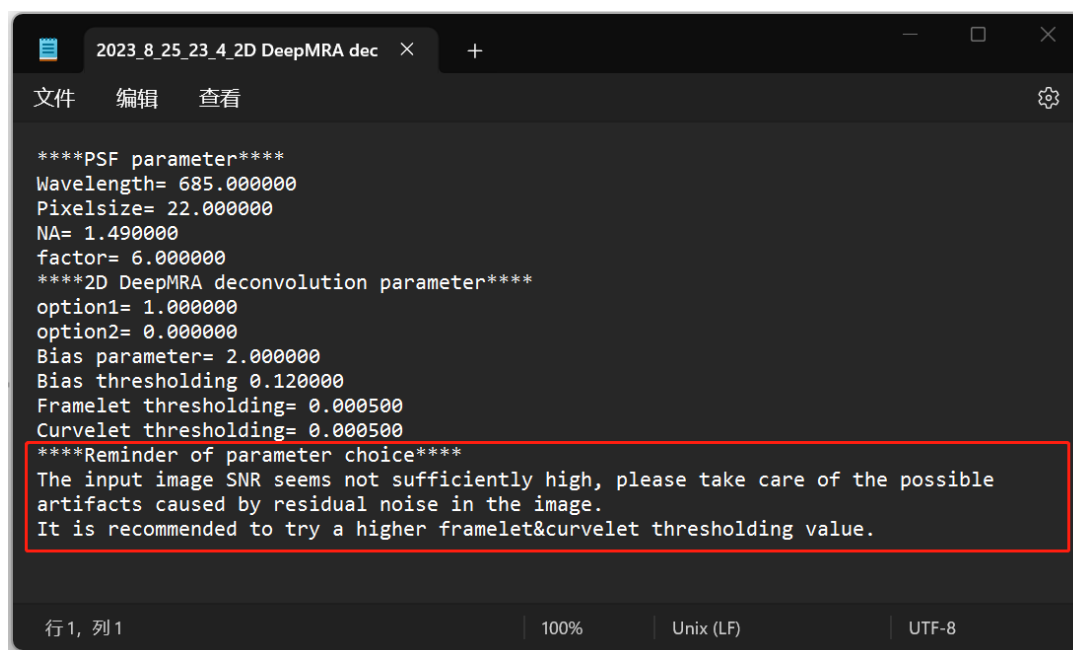 2023_8_25_23_4_2D DeepMRA dec
文件 编辑 查看
****PSF parameter****
Wavelength= 685.000000
Pixelsize= 22.000000
NA= 1.490000
factor= 6.000000
****2D DeepMRA deconvolution parameter****
option1= 1.000000
option2= 0.000000
Bias parameter= 2.000000
Bias thresholding 0.120000
Framelet thresholding= 0.000500
Curvelet thresholding= 0.000500
****Reminder of parameter choice****
The input image SNR seems not sufficiently high, please take care of the possible
artifacts caused by residual noise in the image.
It is recommended to try a higher framelet&curvelet thresholding value.
行 1, 列 1 100% Unix (LF) UTF-8